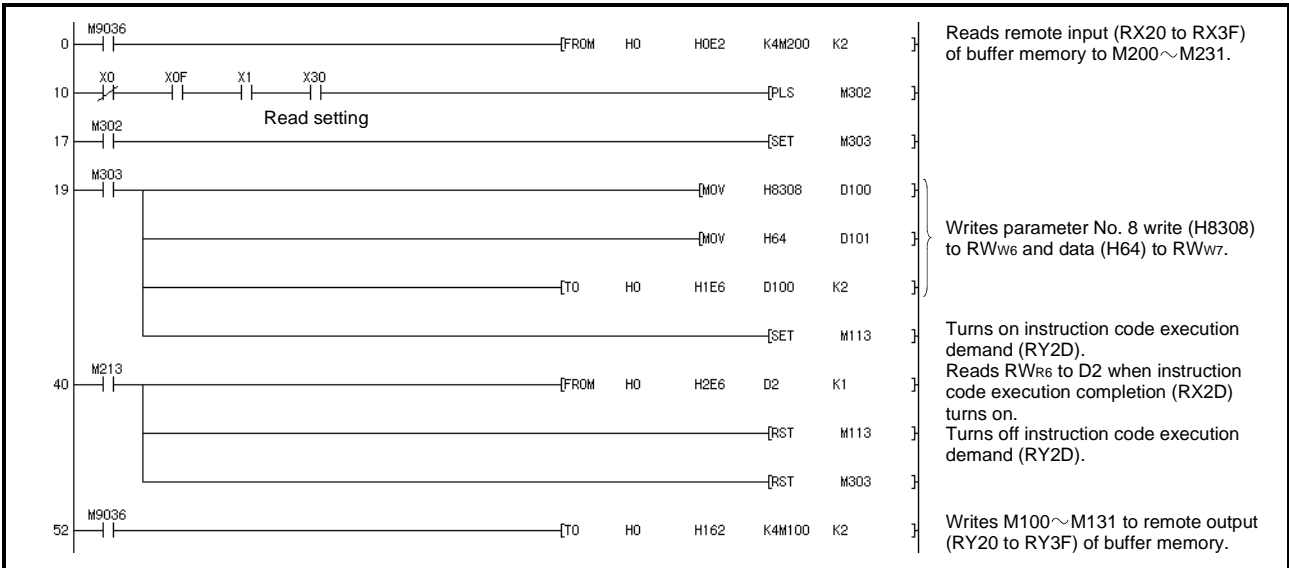 M9036
0 [FROM H0 H0E2 K4M200 K2 ]
Reads remote input (RX20 to RX3F)
of buffer memory to M200～M231.
X0 X0F X1 X30
10 [PLS M302 ]
Read setting
M302
17 [SET M303 ]
M303
19 [MOV H8308 D100 ]
[MOV H64 D101 ]
Writes parameter No. 8 write (H8308)
to RWW6 and data (H64) to RWW7.
[TO H0 H1E6 D100 K2 ]
[SET M113 ]
Turns on instruction code execution
demand (RY2D).
M213
40 [FROM H0 H2E6 D2 K1 ]
Reads RWR6 to D2 when instruction
code execution completion (RX2D)
turns on.
[RST M113 ]
Turns off instruction code execution
demand (RY2D).
[RST M303 ]
M9036
52 [TO H0 H162 K4M100 K2 ]
Writes M100～M131 to remote output
(RY20 to RY3F) of buffer memory.